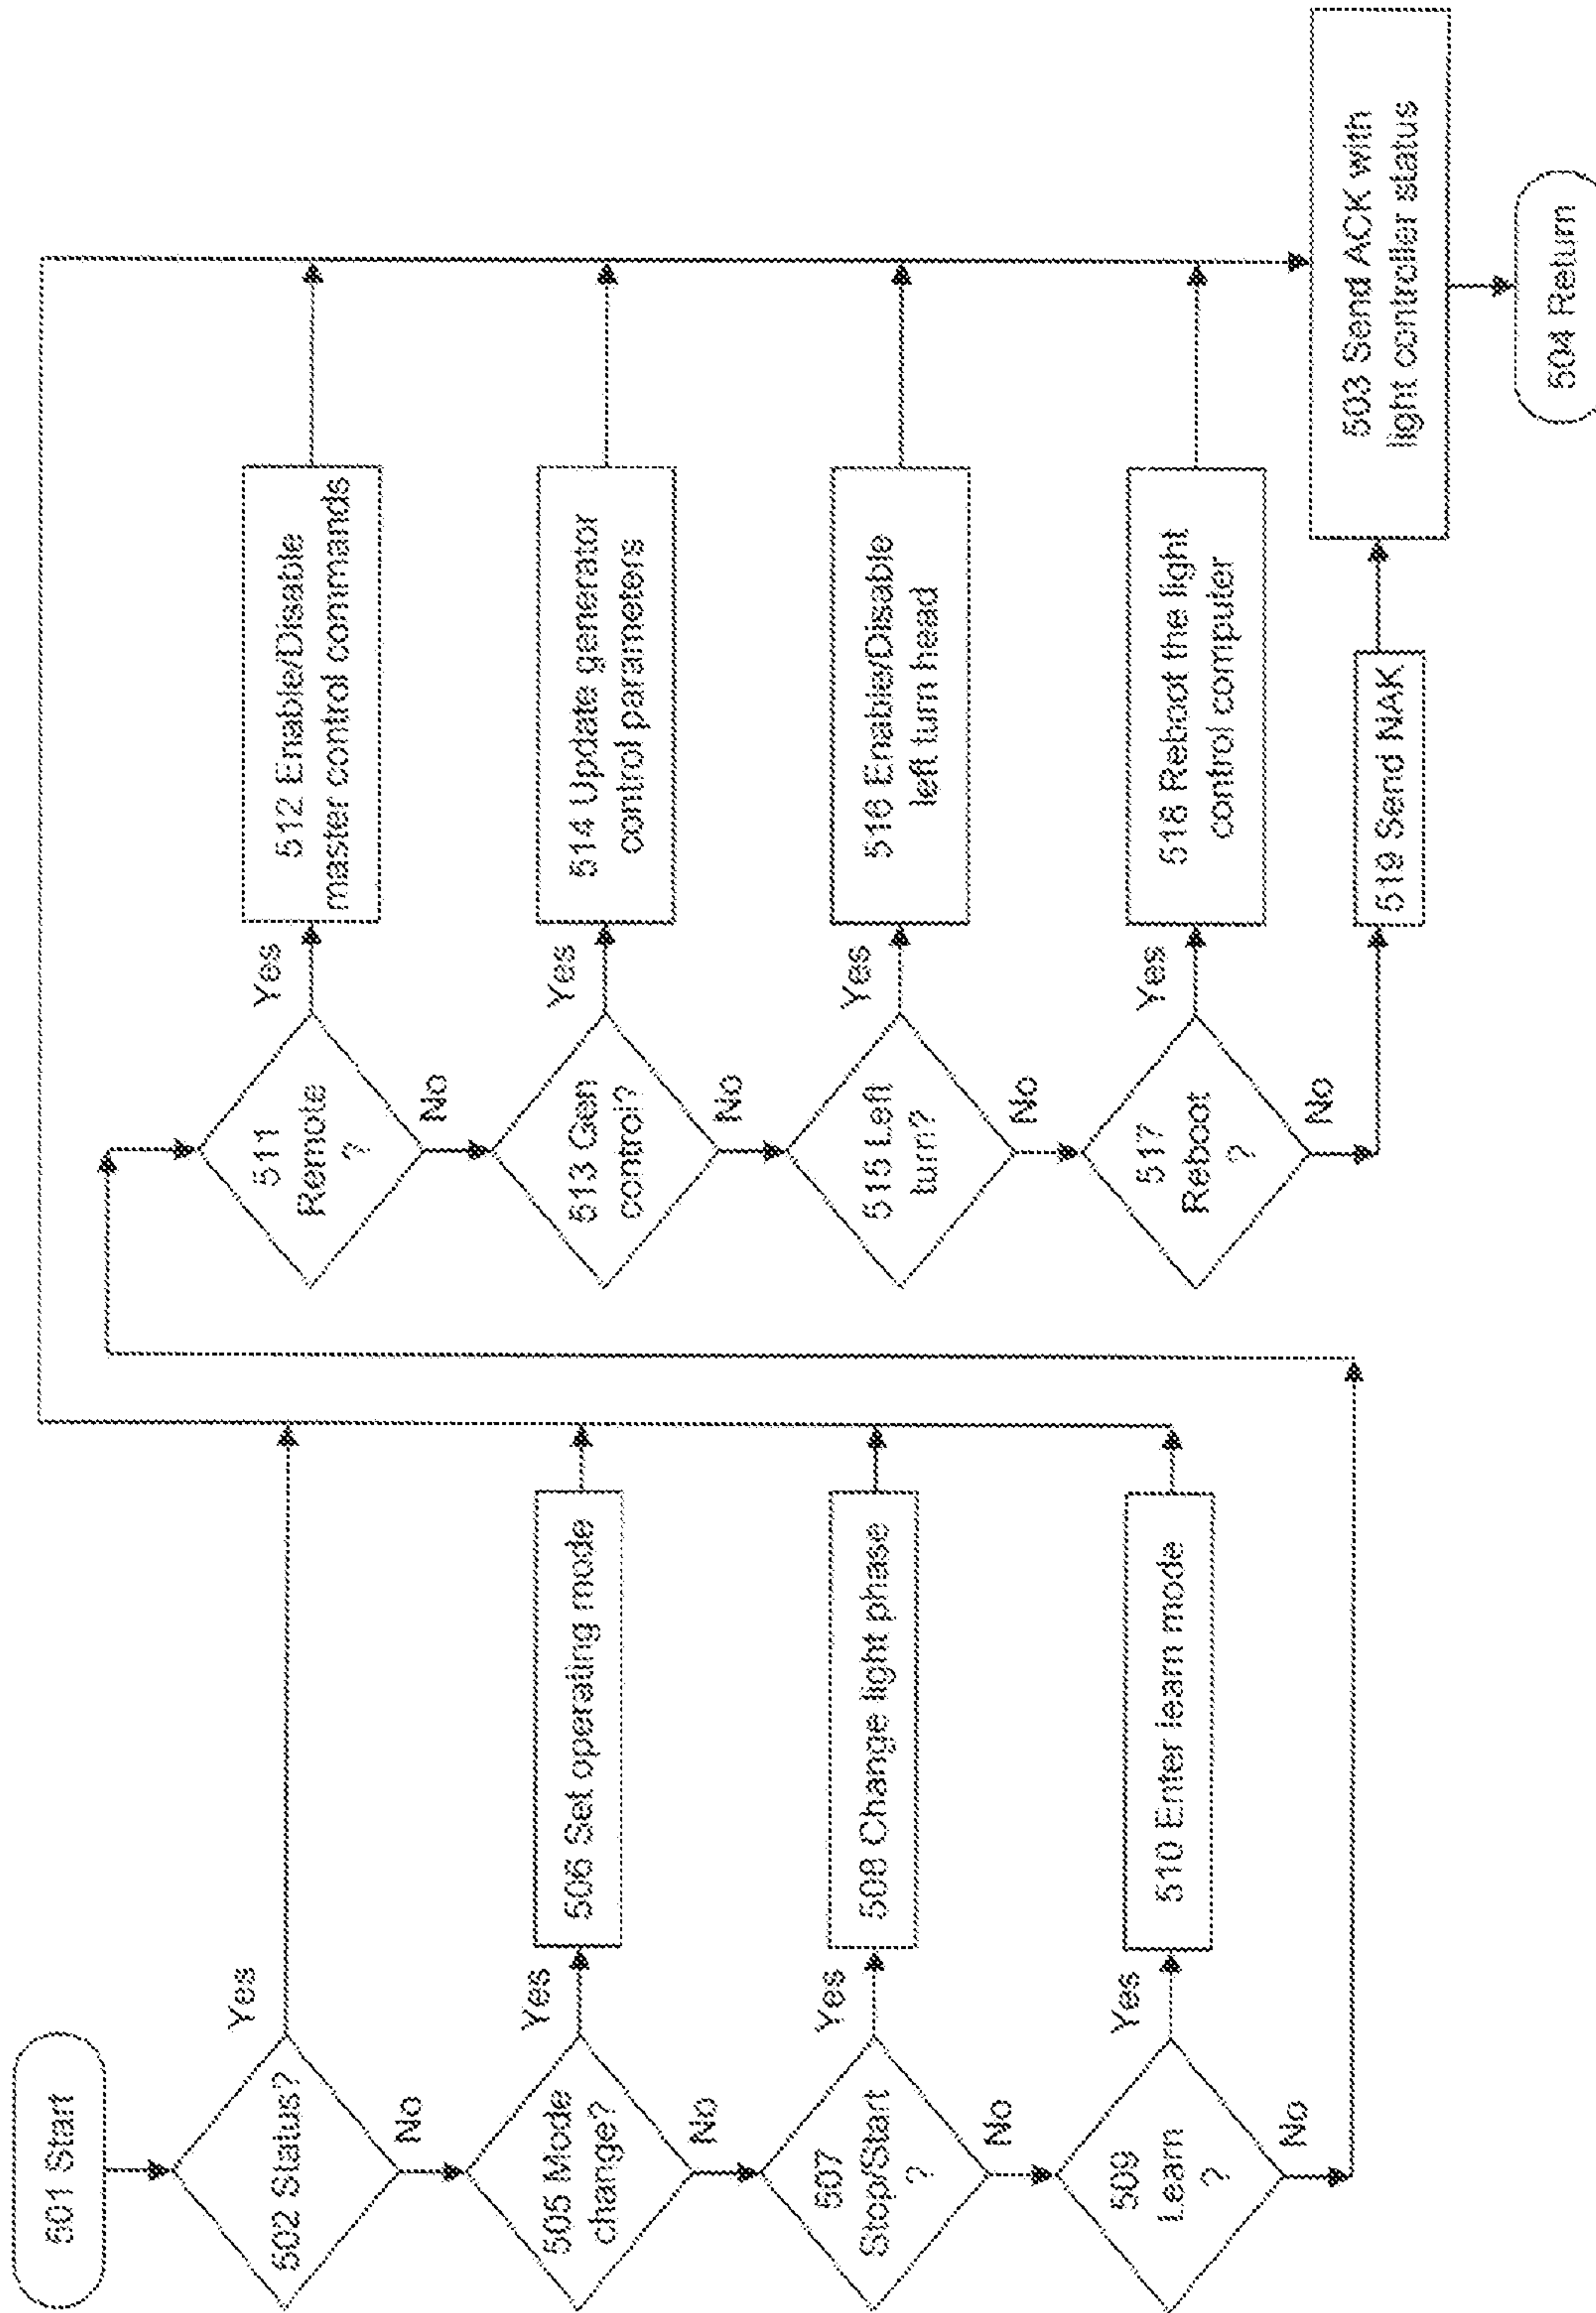 501 Start
502 Status?
Yes
No
505 Mode
change?
Yes
506 Set operating mode
No
507
Stop/Start
?
Yes
508 Change light phase
No
509
Learn
?
Yes
510 Enter learn mode
No
511
Remote
?
Yes
512 Enable/Disable
master control commands
No
513 Gen
control?
Yes
514 Update generator
control parameters
No
515 Left
turn?
Yes
516 Enable/Disable
left turn head
No
517
Reboot
?
Yes
518 Reboot the light
control computer
No
519 Send NAK
503 Send ACK with
light controller status
504 Return